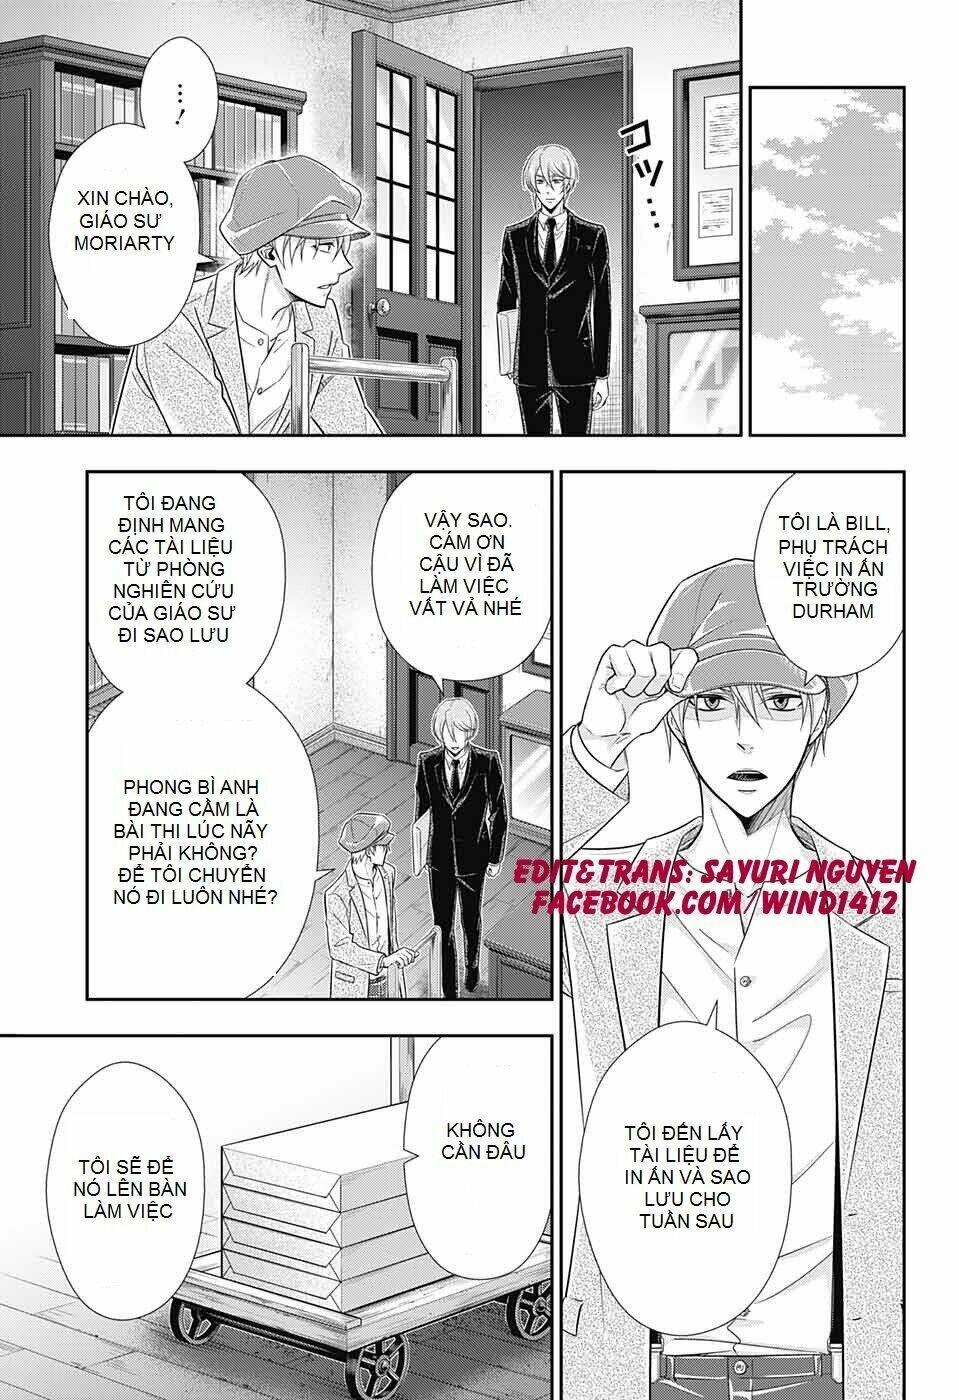 …!
XIN CHÀO,
GIÁO SƯ
MORIARTY
コツ…
TÔI LÀ BILL,
PHỤ TRÁCH
VIỆC IN ẤN
TRƯỜNG
DURHAM
TÔI ĐẾN LẤY
TÀI LIỆU ĐỂ
IN ẤN VÀ SAO
LƯU CHO
TUẦN SAU
VẬY SAO.
CÁM ƠN
CẬU VÌ ĐÃ
LÀM VIỆC
VẤT VẢ NHÉ
TÔI ĐANG
ĐỊNH MANG
CÁC TÀI LIỆU
TỪ PHÒNG
NGHIÊN CỨU
CỦA GIÁO SƯ
ĐI SAO LƯU
PHONG BÌ ANH
ĐANG CẦM LÀ
BÀI THI LÚC NÃY
PHẢI KHÔNG?
ĐỂ TÔI CHUYỂN
NÓ ĐI LUÔN NHÉ?
EDIT&TRANS: SAYURI NGUYEN
FACEBOOK.COM/WIND1412
KHÔNG
CẦN ĐÂU
TÔI SẼ ĐỂ
NÓ LÊN BÀN
LÀM VIỆC